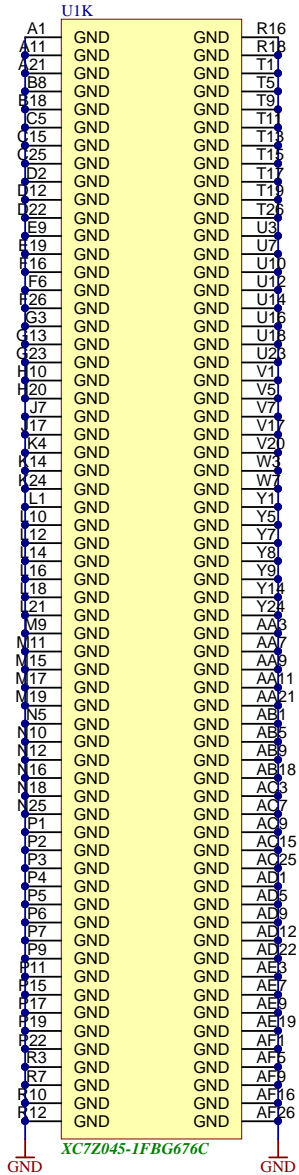 U1K
A1 GND GND R16
A11 GND GND R18
A21 GND GND T1
B8 GND GND T5
B18 GND GND T9
C5 GND GND T11
C15 GND GND T13
C25 GND GND T15
D2 GND GND T17
D12 GND GND T19
D22 GND GND T26
E9 GND GND U3
E19 GND GND U7
F16 GND GND U10
F6 GND GND U12
F26 GND GND U14
G3 GND GND U16
G13 GND GND U18
G23 GND GND U23
H10 GND GND V1
H20 GND GND V5
J7 GND GND V7
J17 GND GND V17
K4 GND GND V20
K14 GND GND W3
K24 GND GND W7
L1 GND GND Y1
L10 GND GND Y5
L12 GND GND Y7
L14 GND GND Y8
L16 GND GND Y9
L18 GND GND Y14
L21 GND GND Y24
M9 GND GND AA3
M11 GND GND AA7
M15 GND GND AA9
M17 GND GND AA11
M19 GND GND AA21
N5 GND GND AB1
N10 GND GND AB5
N12 GND GND AB9
N16 GND GND AB18
N18 GND GND AC3
N25 GND GND AC7
P1 GND GND AC9
P2 GND GND AC15
P3 GND GND AC25
P4 GND GND AD1
P5 GND GND AD5
P6 GND GND AD9
P7 GND GND AD12
P9 GND GND AD22
P11 GND GND AE3
P15 GND GND AE7
P17 GND GND AE9
P19 GND GND AE19
P22 GND GND AF1
R3 GND GND AF5
R7 GND GND AF9
R10 GND GND AF16
R12 GND GND AF26
XC7Z045-1FBG676C
GND GND